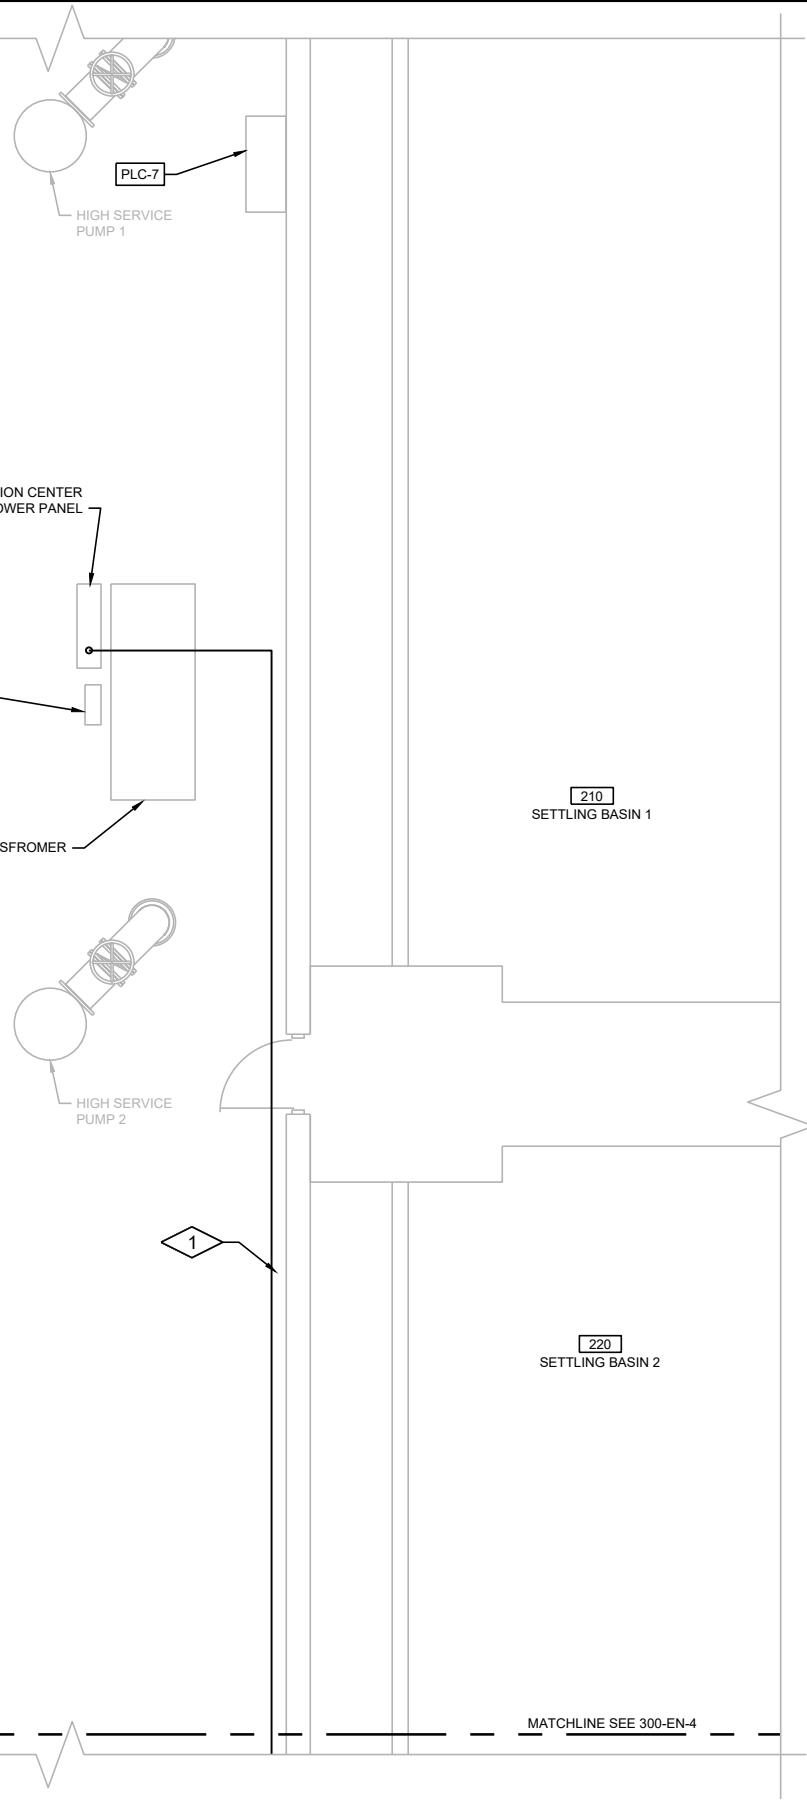 PLC-7
HIGH SERVICE
PUMP 1
ION CENTER
OWER PANEL
210
SETTLING BASIN 1
SFROMER
HIGH SERVICE
PUMP 2
1
220
SETTLING BASIN 2
MATCHLINE SEE 300-EN-4